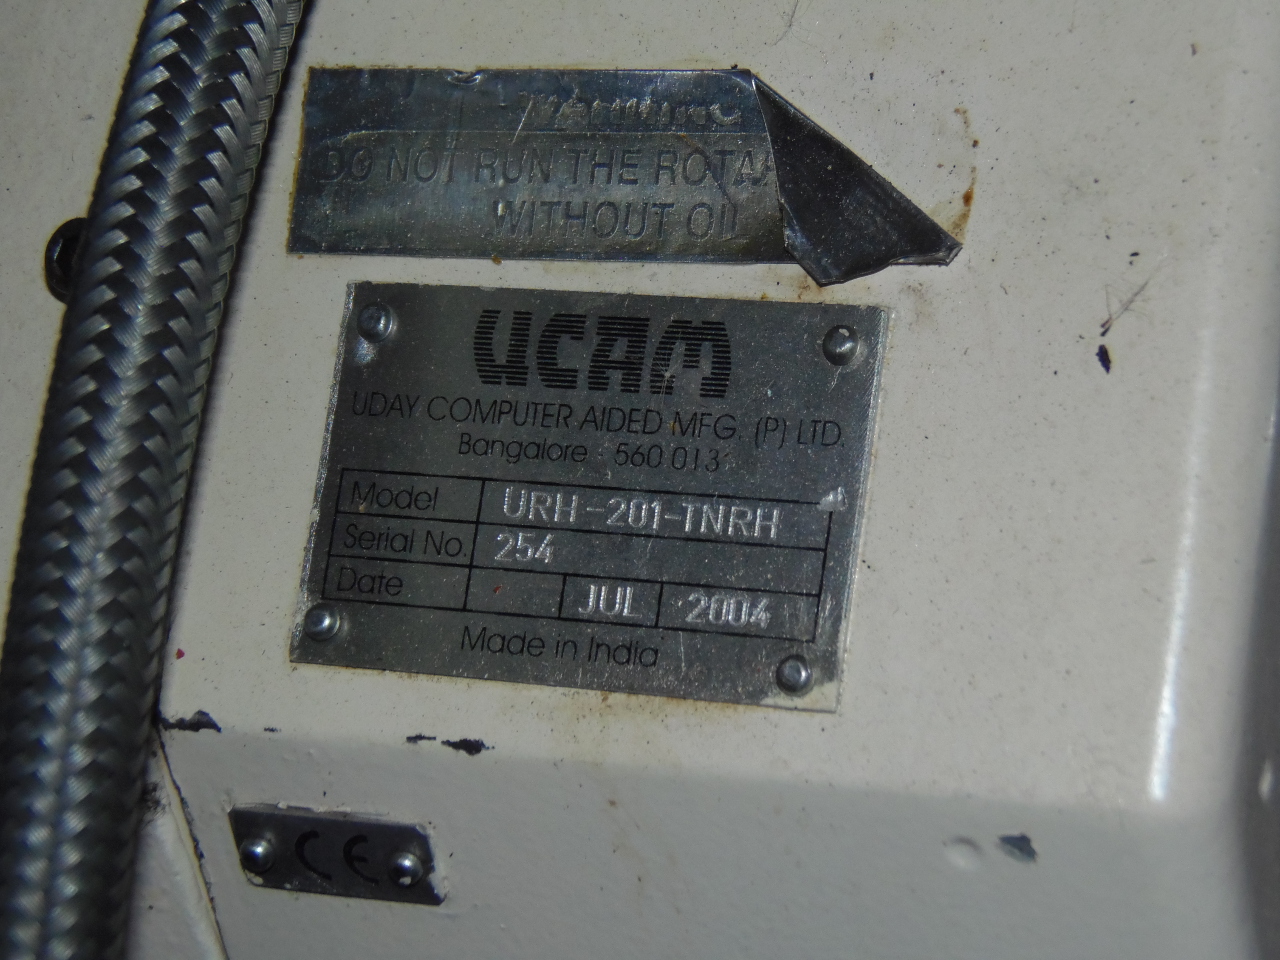 WARNING
DO NOT RUN THE
WITHOUT OIL
UCAM
UDAY COMPUTER AIDED MFG. (P) LTD.
Bangalore 560 013
Model URH-201-TNRH
Serial No. 254
Date JUL 2004
Made in India
CE